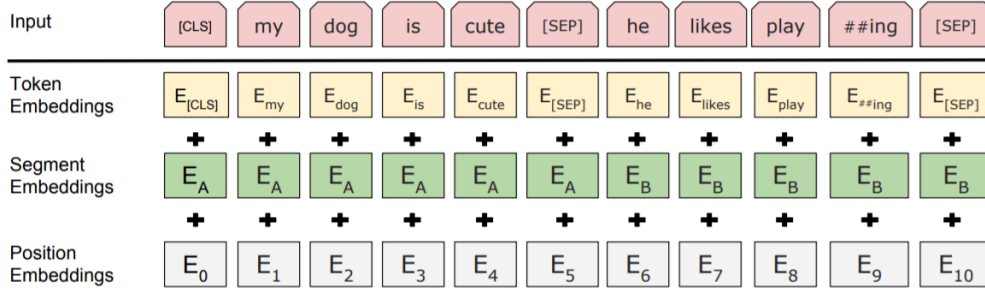 Input [CLS] my dog is cute [SEP] he likes play ##ing [SEP]
Token Embeddings E[CLS] Emy Edog Eis Ecute E[SEP] Ehe Elikes Eplay E##ing E[SEP]
+ + + + + + + + + + +
Segment Embeddings EA EA EA EA EA EA EB EB EB EB EB
+ + + + + + + + + + +
Position Embeddings E0 E1 E2 E3 E4 E5 E6 E7 E8 E9 E10